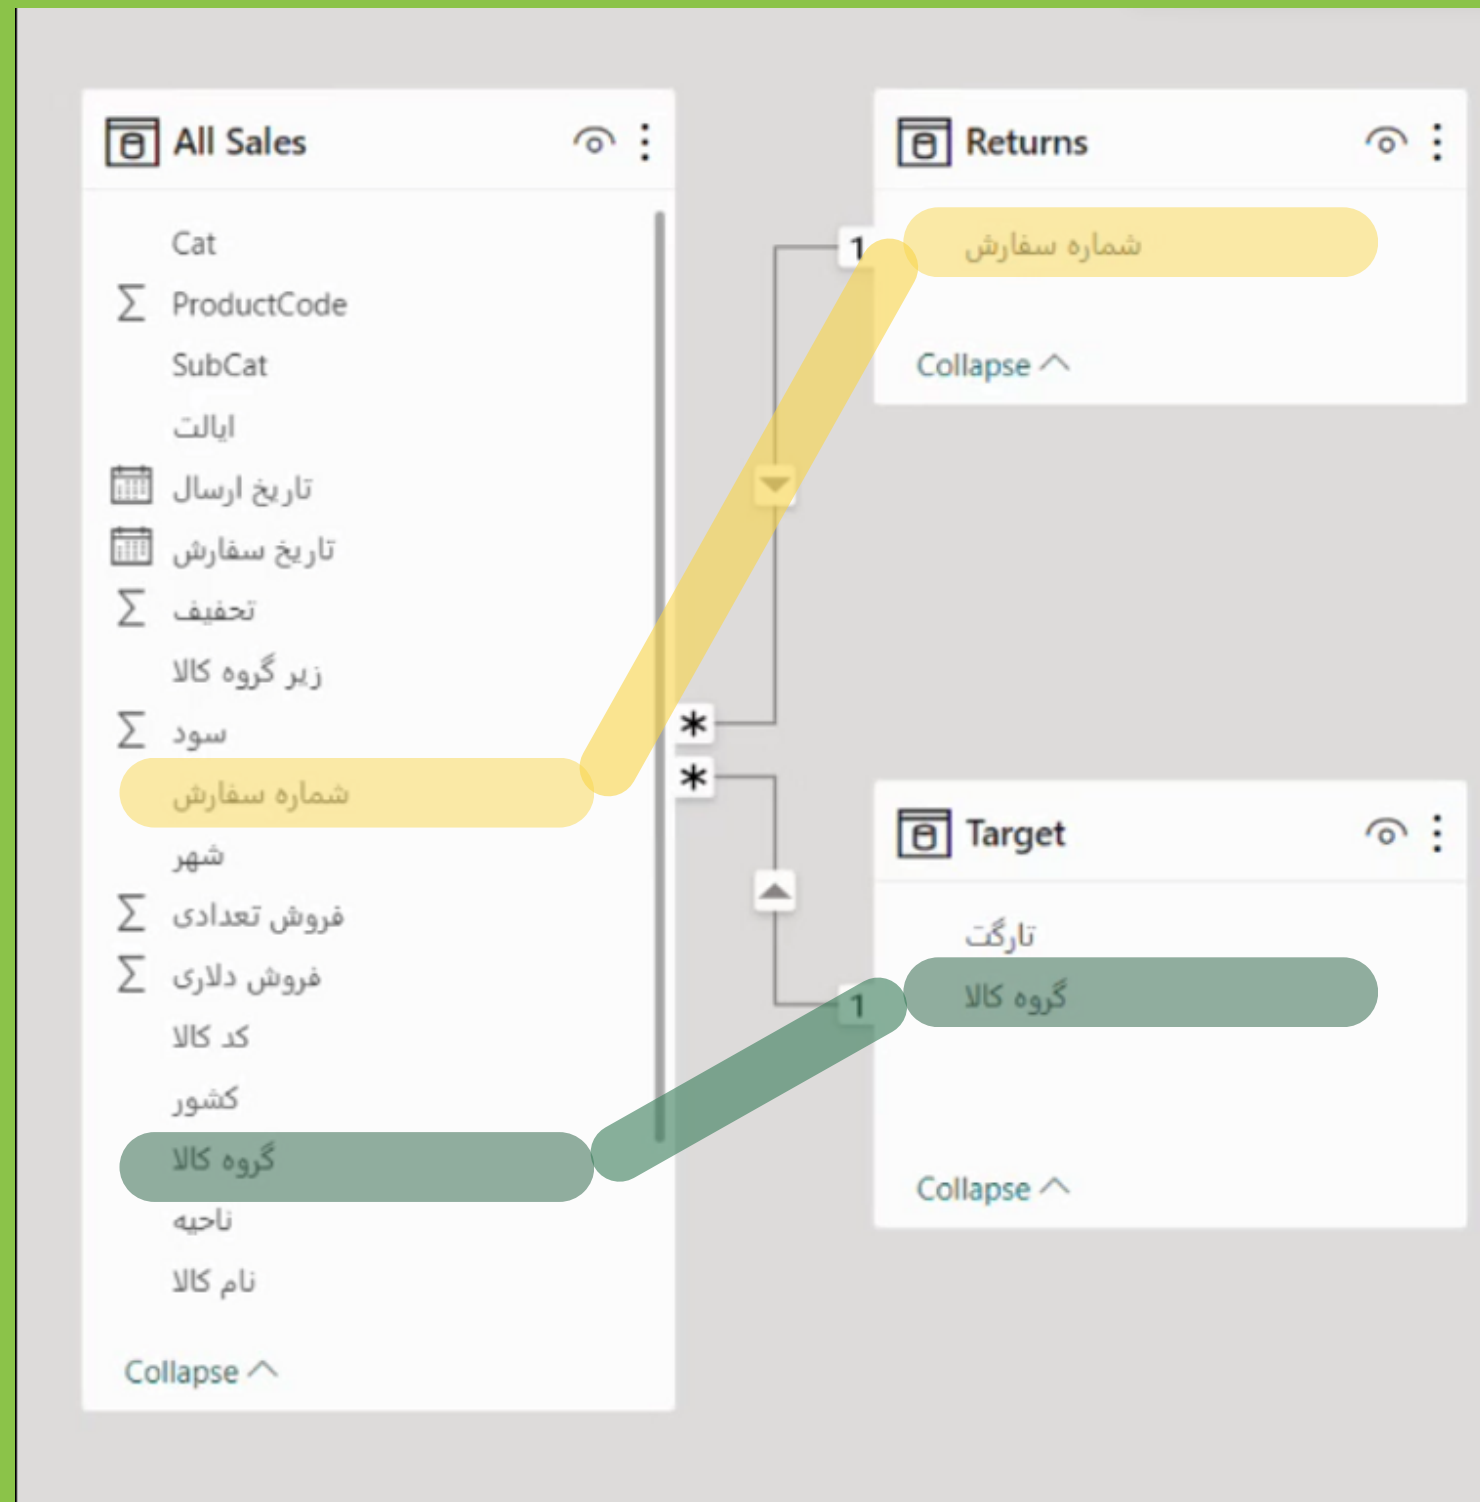 All Sales
Cat
ProductCode
SubCat
ایالت
تاریخ ارسال
تاریخ سفارش
تحفیف
زیر گروه کالا
سود
شماره سفارش
شهر
فروش تعدادی
فروش دلاری
کد کالا
کشور
گروه کالا
ناحیه
نام کالا
Collapse
Returns
شماره سفارش
Collapse
1
*
*
1
Target
تارگت
گروه کالا
Collapse